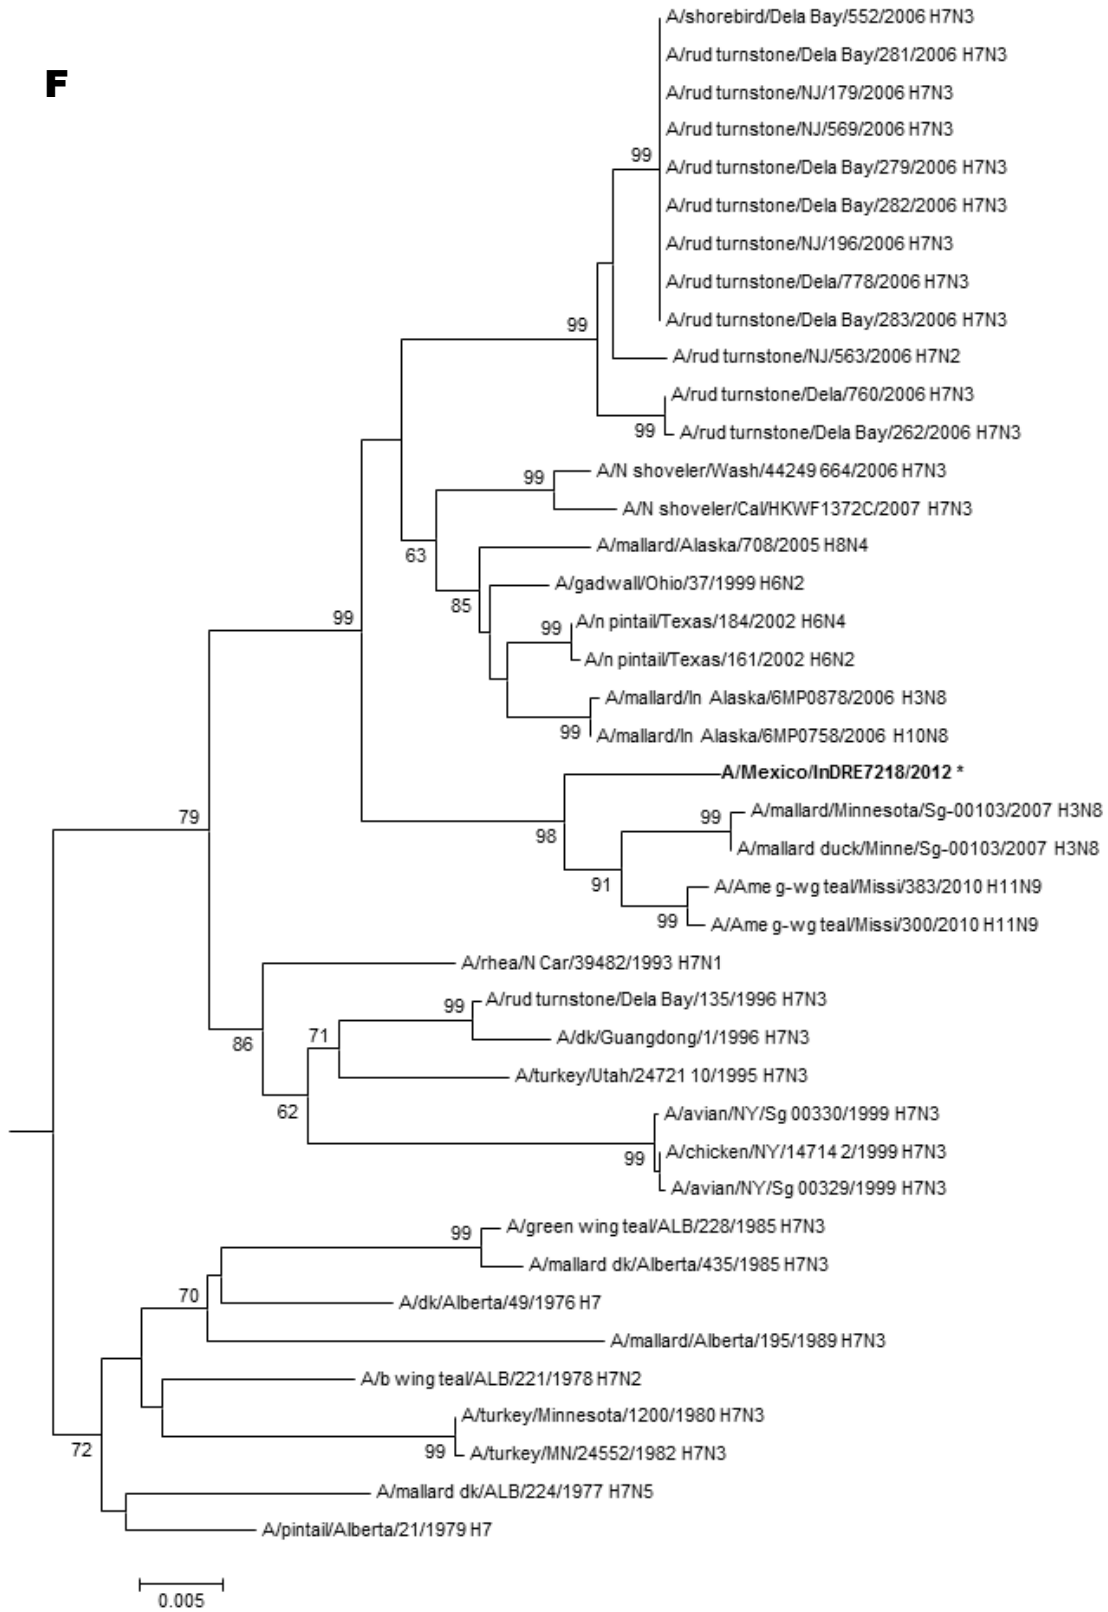 A/shorebird/Dela Bay/552/2006 H7N3
A/rud turnstone/Dela Bay/281/2006 H7N3
F
A/rud turnstone/NJ/179/2006 H7N3
A/rud turnstone/NJ/569/2006 H7N3
99
A/rud turnstone/Dela Bay/279/2006 H7N3
A/rud turnstone/Dela Bay/282/2006 H7N3
A/rud turnstone/NJ/196/2006 H7N3
A/rud turnstone/Dela/778/2006 H7N3
A/rud turnstone/Dela Bay/283/2006 H7N3
99
A/rud turnstone/NJ/563/2006 H7N2
A/rud turnstone/Dela/760/2006 H7N3
99
A/rud turnstone/Dela Bay/262/2006 H7N3
A/N shoveler/Wash/44249 664/2006 H7N3
99
A/N shoveler/Cal/HKWF1372C/2007 H7N3
A/mallard/Alaska/708/2005 H8N4
63
A/gadwall/Ohio/37/1999 H6N2
85
A/n pintail/Texas/184/2002 H6N4
99
99
A/n pintail/Texas/161/2002 H6N2
A/mallard/In Alaska/6MP0878/2006 H3N8
99
A/mallard/In Alaska/6MP0758/2006 H10N8
A/Mexico/InDRE7218/2012 *
A/mallard/Minnesota/Sg-00103/2007 H3N8
79
99
98
A/mallard duck/Minne/Sg-00103/2007 H3N8
91
A/Ame g-wg teal/Missi/383/2010 H11N9
99
A/Ame g-wg teal/Missi/300/2010 H11N9
A/rhea/N Car/39482/1993 H7N1
A/rud turnstone/Dela Bay/135/1996 H7N3
99
86
71
A/dk/Guangdong/1/1996 H7N3
A/turkey/Utah/24721 10/1995 H7N3
62
A/avian/NY/Sg 00330/1999 H7N3
A/chicken/NY/14714 2/1999 H7N3
99
A/avian/NY/Sg 00329/1999 H7N3
A/green wing teal/ALB/228/1985 H7N3
99
A/mallard dk/Alberta/435/1985 H7N3
70
A/dk/Alberta/49/1976 H7
A/mallard/Alberta/195/1989 H7N3
A/b wing teal/ALB/221/1978 H7N2
A/turkey/Minnesota/1200/1980 H7N3
72
99
A/turkey/MN/24552/1982 H7N3
A/mallard dk/ALB/224/1977 H7N5
A/pintail/Alberta/21/1979 H7
0.005